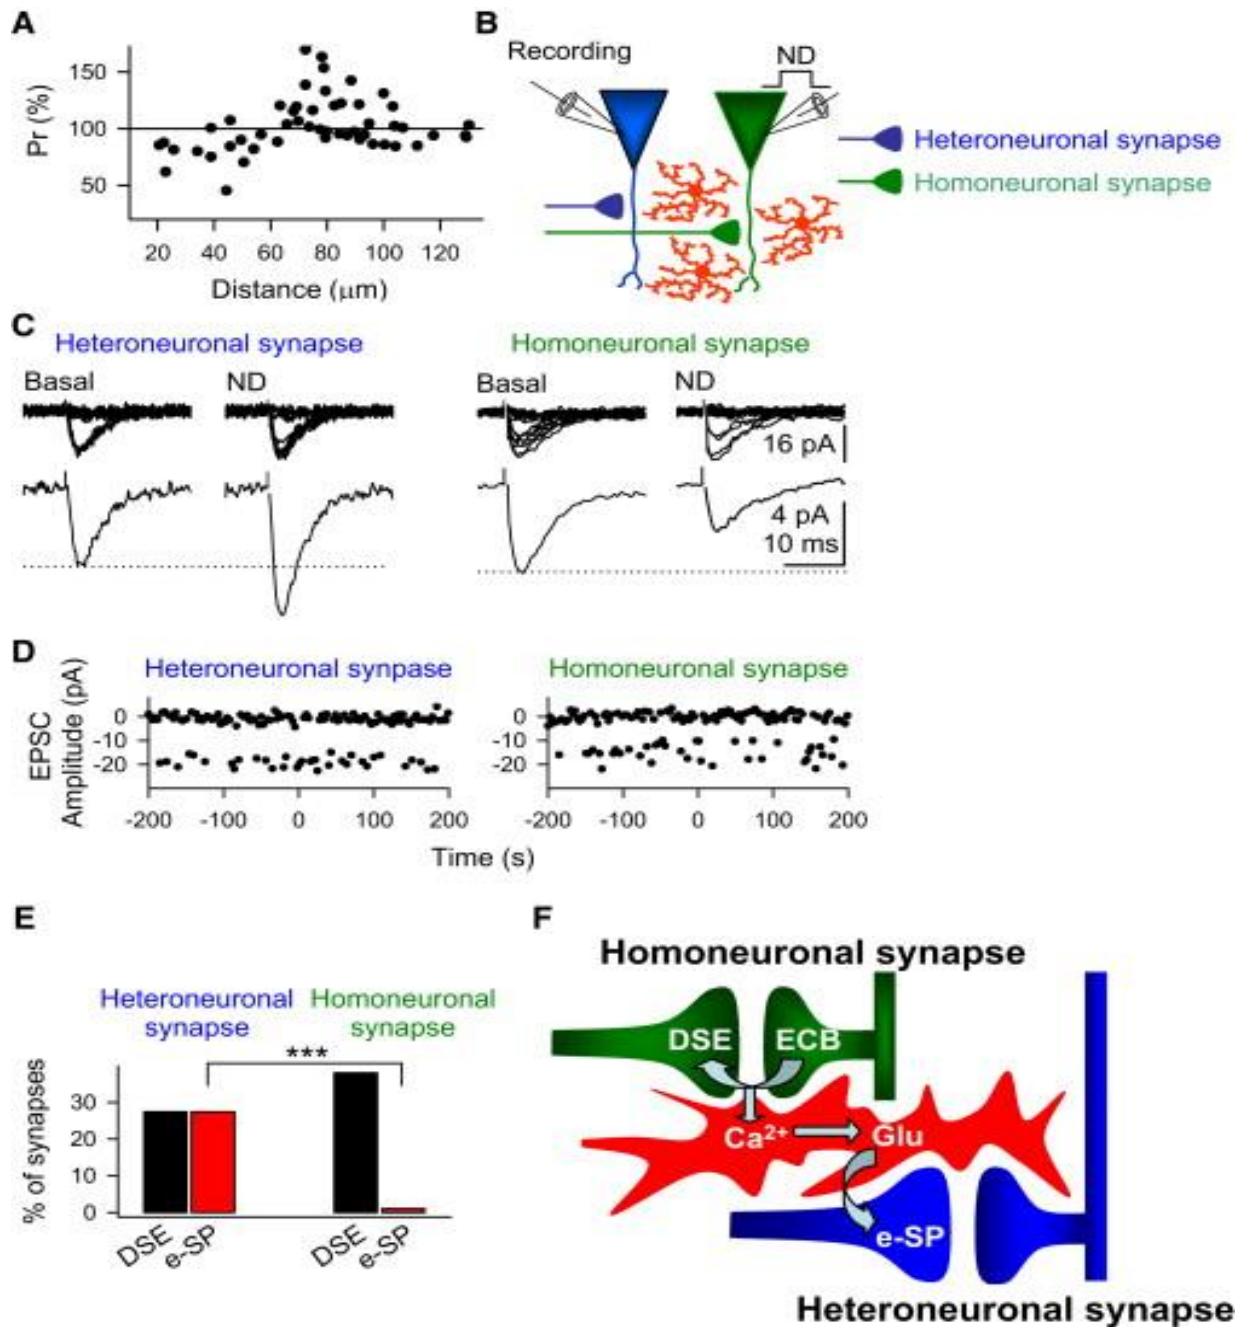 A
Pr (%)
150
100
50
20 40 60 80 100 120
Distance (μm)
B
Recording
ND
Heteroneuronal synapse
Homoneuronal synapse
C
Heteroneuronal synapse
Homoneuronal synapse
Basal
ND
Basal
ND
16 pA
4 pA
10 ms
D
Heteroneuronal synpase
Homoneuronal synapse
EPSC
Amplitude (pA)
0
-10
-20
0
-10
-20
-200 -100 0 100 200
-200 -100 0 100 200
Time (s)
E
Heteroneuronal
synapse
Homoneuronal
synapse
***
% of synapses
30
20
10
0
DSE
e-SP
DSE
e-SP
F
Homoneuronal synapse
DSE
ECB
Ca²⁺
Glu
e-SP
Heteroneuronal synapse